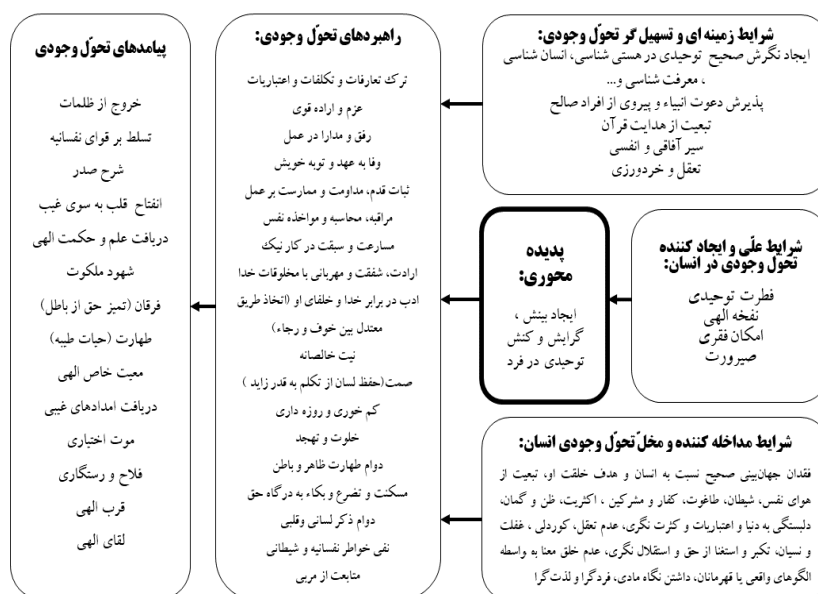 شرایط زمینه ای و تسهیل گر تحوّل وجودی:
ایجاد نگرش صحیح توحیدی در هستی شناسی، انسان شناسی
، معرفت شناسی و...
پذیرش دعوت انبیاء و پیروی از افراد صالح
تبعیت از هدایت قرآن
سیر آفاقی و انفسی
تعقل و خردورزی
شرایط علّی و ایجاد کننده
تحوّل وجودی در انسان:
فطرت توحیدی
نفخه الهی
امکان فقری
صیرورت
پدیده
محوری:
ایجاد بینش ،
گرایش و کنش
توحیدی در فرد
شرایط مداخله کننده و مخلّ تحوّل وجودی انسان:
فقدان جهان‌بینی صحیح نسبت به انسان و هدف خلقت او، تبعیت از
هوای نفس، شیطان، طاغوت، کفار و مشرکین ، اکثریت، ظن و گمان،
دلبستگی به دنیا و اعتباریات و کثرت نگری، عدم تعقل، کوردلی ، غفلت
و نسیان، تکبر و استغنا از حق و استقلال نگری، عدم خلق معنا به واسطه
الگوهای واقعی یا قهرمانان، داشتن نگاه مادی، فردگرا و لذت گرا
راهبردهای تحوّل وجودی:
ترک تعارفات و تکلفات و اعتباریات
عزم و اراده قوی
رفق و مدارا در عمل
وفا به عهد و توبه خویش
ثبات قدم، مداومت و ممارست بر عمل
مراقبه، محاسبه و مواخذه نفس
مسارعت و سبقت در کار نیک
ارادت، شفقت و مهربانی با مخلوقات خدا
ادب در برابر خدا و خلفای او (اتخاذ طریق
معتدل بین خوف و رجاء)
نیت خالصانه
صمت(حفظ لسان از تکلم به قدر زاید )
کم خوری و روزه داری
خلوت و تهجد
دوام طهارت ظاهر و باطن
مسکنت و تضرع و بکاء به درگاه حق
دوام ذکر لسانی وقلبی
نفی خواطر نفسانیه و شیطانی
متابعت از مربی
پیامدهای تحوّل وجودی
خروج از ظلمات
تسلط بر قوای نفسانیه
شرح صدر
انفتاح قلب به سوی غیب
دریافت علم و حکمت الهی
شهود ملکوت
فرقان (تمیز حق از باطل)
طهارت (حیات طیبه)
معیت خاص الهی
دریافت امدادهای غیبی
موت اختیاری
فلاح و رستگاری
قرب الهی
لقای الهی